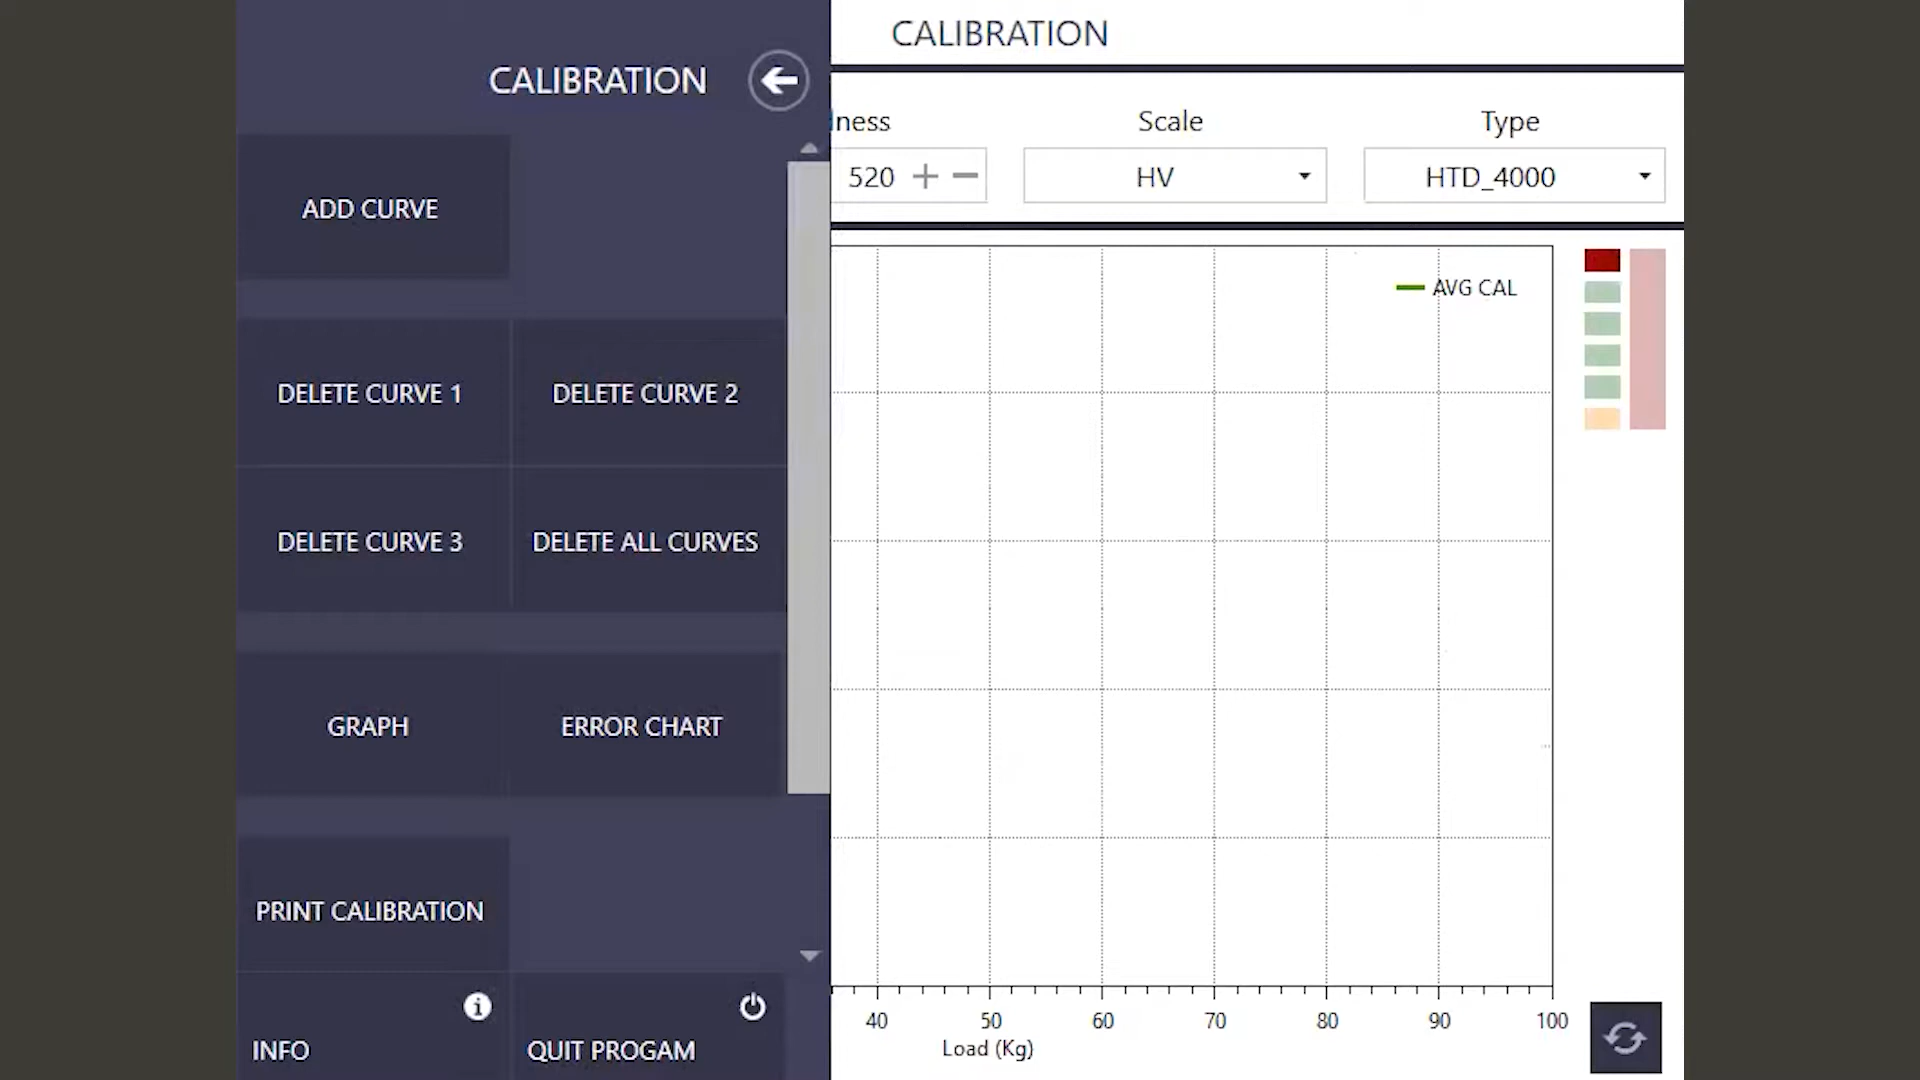 CALIBRATION
CALIBRATION
ADD CURVE
DELETE CURVE 1
DELETE CURVE 2
DELETE CURVE 3
DELETE ALL CURVES
GRAPH
ERROR CHART
PRINT CALIBRATION
INFO
QUIT PROGAM
ness
Scale
Type
520
HV
HTD_4000
AVG CAL
40 50 60 70 80 90 100
Load (Kg)